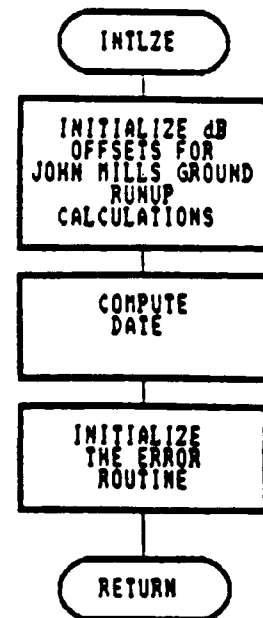 INTLZE
INITIALIZE dB
OFFSETS FOR
JOHN MILLS GROUND
RUNUP
CALCULATIONS
COMPUTE
DATE
INITIALIZE
THE ERROR
ROUTINE
RETURN